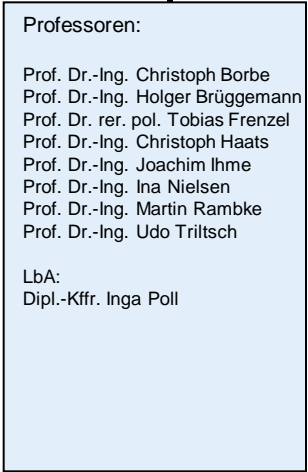 Professoren:
Prof. Dr.-Ing. Christoph Borbe
Prof. Dr.-Ing. Holger Brüggemann
Prof. Dr. rer. pol. Tobias Frenzel
Prof. Dr.-Ing. Christoph Haats
Prof. Dr.-Ing. Joachim Ihme
Prof. Dr.-Ing. Ina Nielsen
Prof. Dr.-Ing. Martin Rambke
Prof. Dr.-Ing. Udo Triltsch
LbA:
Dipl.-Kffr. Inga Poll